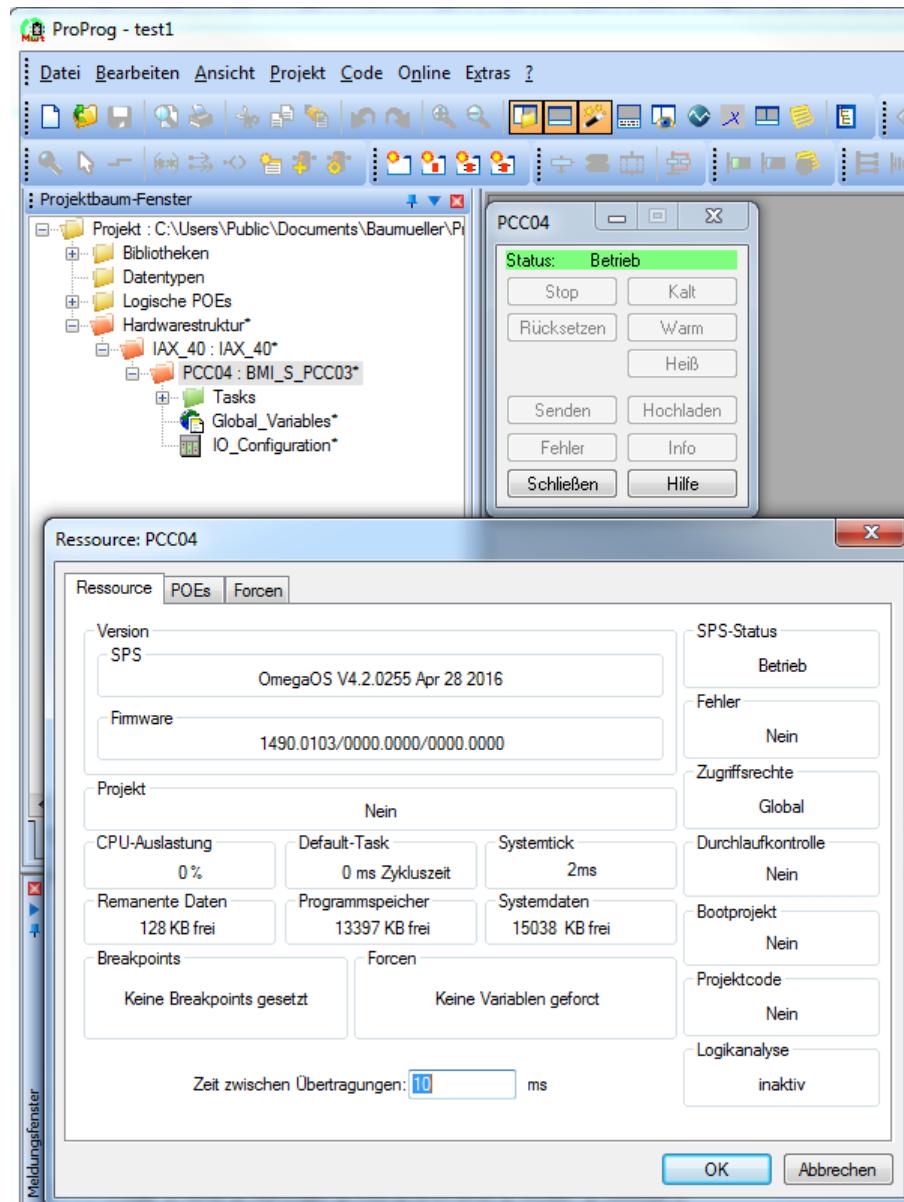 ProProg - test1
Datei Bearbeiten Ansicht Projekt Code Online Extras ?
Projektbaum-Fenster
Projekt : C:\Users\Public\Documents\Baumueller\P
Bibliotheken
Datentypen
Logische POEs
Hardwarestruktur*
IAX_40 : IAX_40*
PCC04 : BMI_S_PCC03*
Tasks
Global_Variables*
IO_Configuration*
PCC04
Status: Betrieb
Stop Kalt
Rücksetzen Warm
Heiß
Senden Hochladen
Fehler Info
Schließen Hilfe
Ressource: PCC04
Ressource POEs Forcen
Version
SPS
OmegaOS V4.2.0255 Apr 28 2016
Firmware
1490.0103/0000.0000/0000.0000
Projekt
Nein
CPU-Auslastung Default-Task Systemtick
0 % 0 ms Zykluszeit 2ms
Remanente Daten Programmspeicher Systemdaten
128 KB frei 13397 KB frei 15038 KB frei
Breakpoints Forcen
Keine Breakpoints gesetzt Keine Variablen geforct
Zeit zwischen Übertragungen: 10 ms
SPS-Status
Betrieb
Fehler
Nein
Zugriffsrechte
Global
Durchlaufkontrolle
Nein
Bootprojekt
Nein
Projektcode
Nein
Logikanalyse
inaktiv
OK Abbrechen
Meldungsfenster